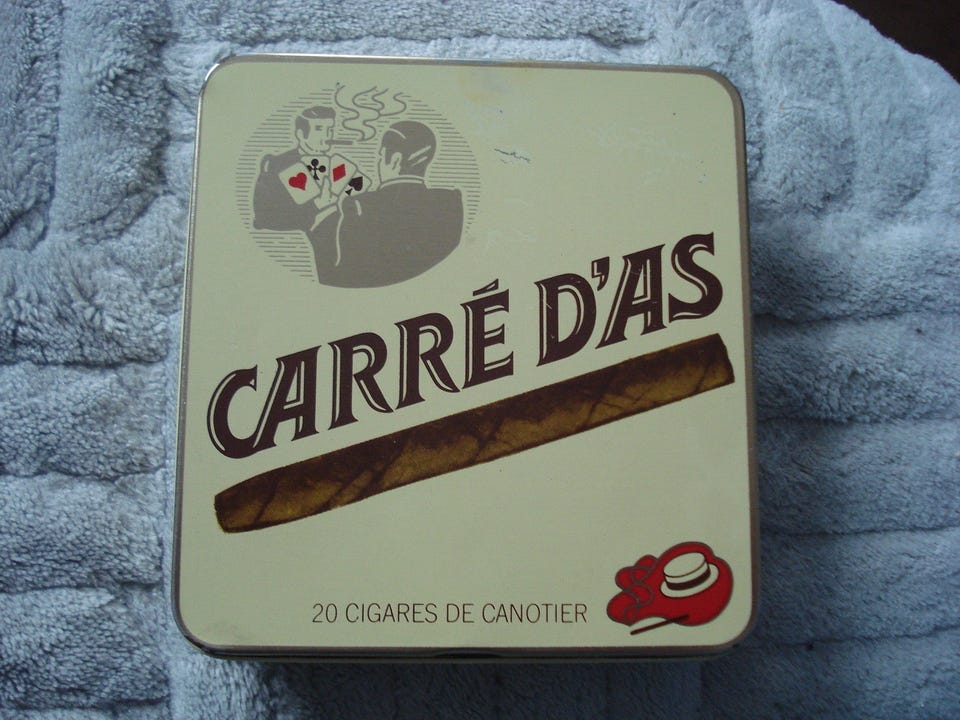 CARRÉ D'AS
20 CIGARES DE CANOTIER